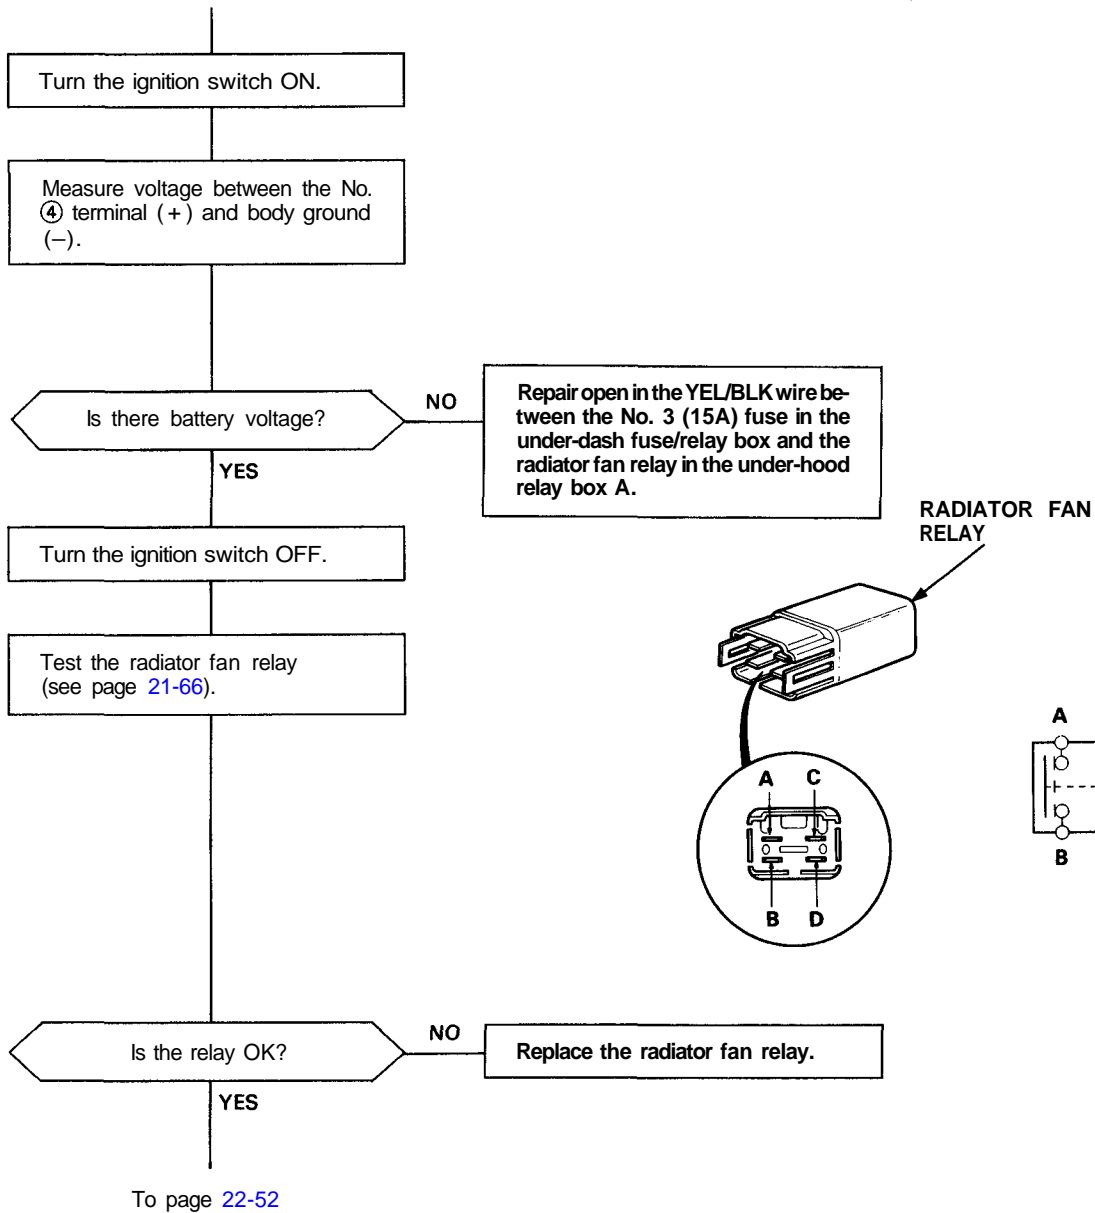 Turn the ignition switch ON.
Measure voltage between the No.
④ terminal (+) and body ground
(–).
Is there battery voltage?
NO
Repair open in the YEL/BLK wire be-
tween the No. 3 (15A) fuse in the
under-dash fuse/relay box and the
radiator fan relay in the under-hood
relay box A.
YES
Turn the ignition switch OFF.
Test the radiator fan relay
(see page 21-66).
RADIATOR FAN
RELAY
A C
B D
A
B
Is the relay OK?
NO
Replace the radiator fan relay.
YES
To page 22-52